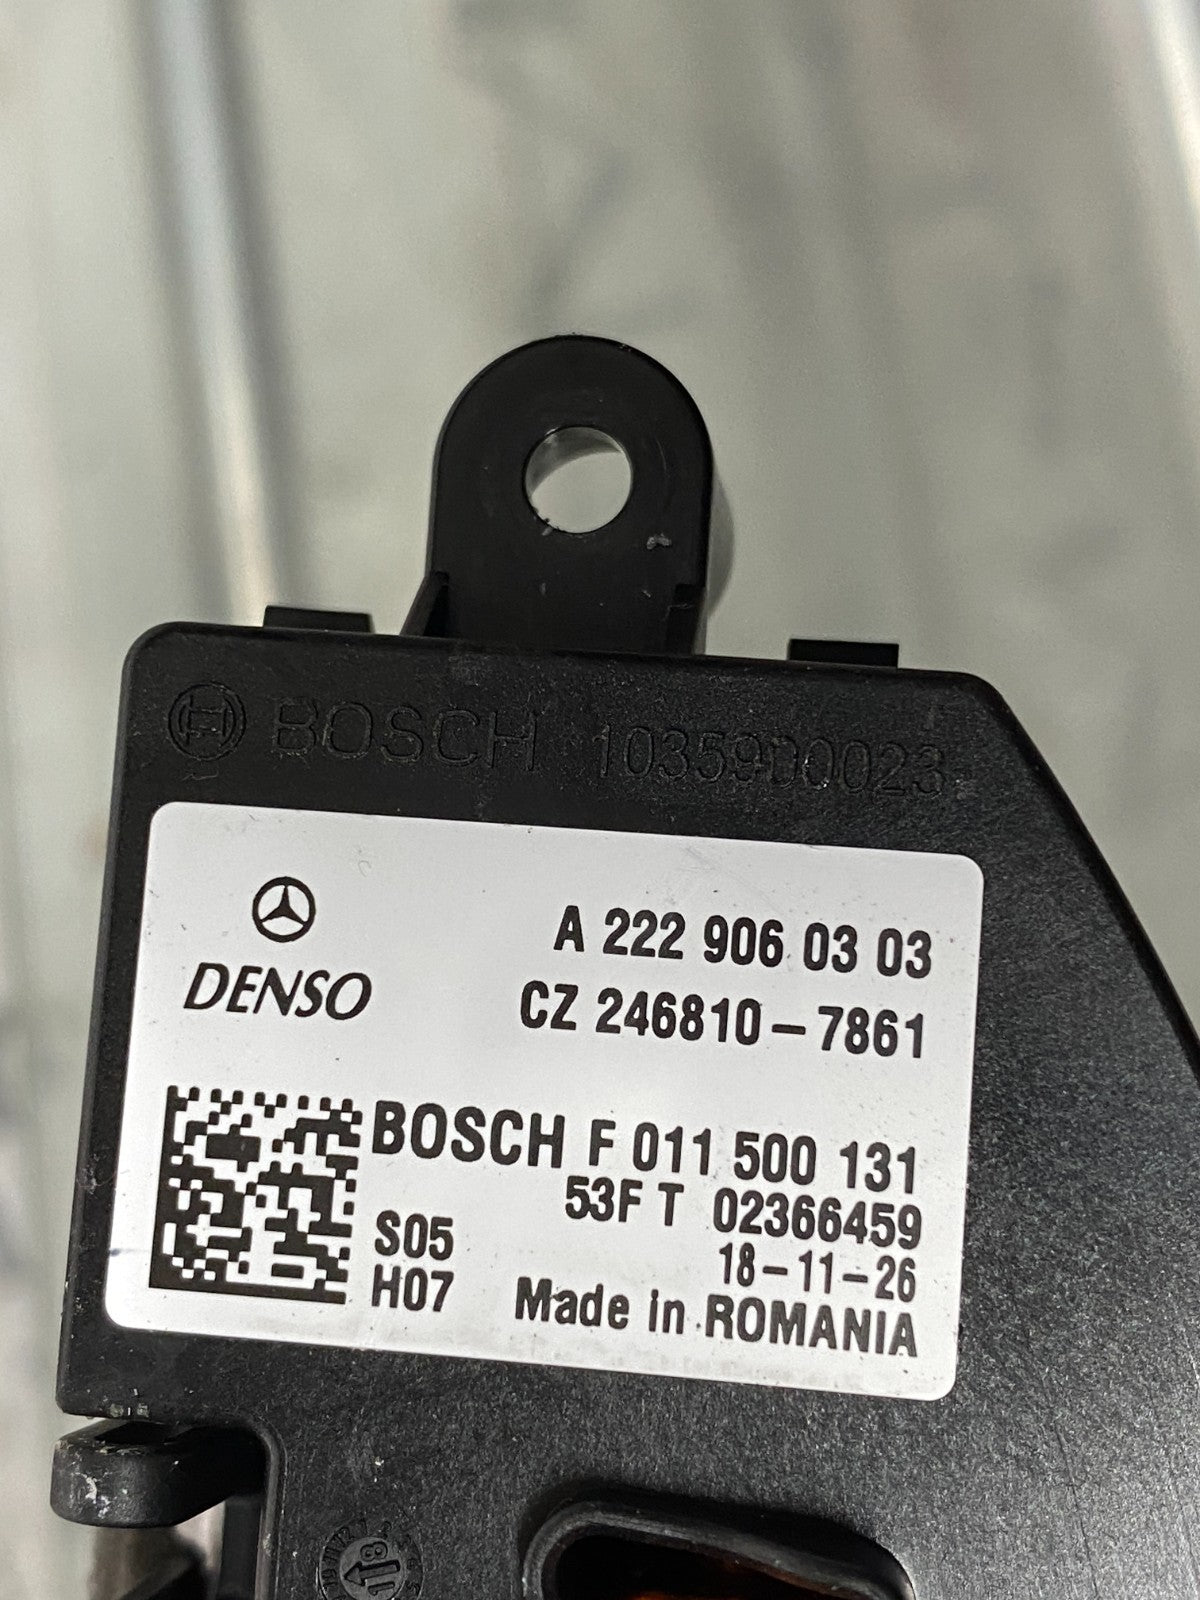 BOSCH 10359D0023
A 222 906 03 03
DENSO
CZ 246810-7861
BOSCH F 011 500 131
53F T 02366459
S05
18-11-26
H07
Made in ROMANIA